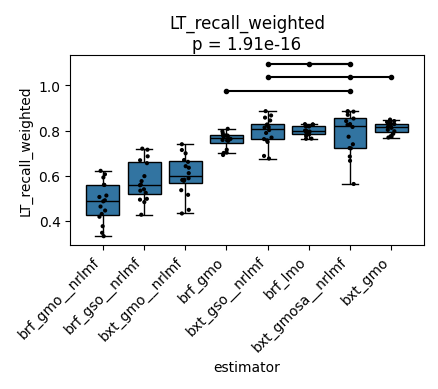 LT_recall_weighted
p = 1.91e-16
LT_recall_weighted
1.0
0.8
0.6
0.4
brf_gmo__nrlmf
brf_gso__nrlmf
bxt_gmo__nrlmf
brf_gmo
bxt_gso__nrlmf
brf_lmo
bxt_gmosa__nrlmf
bxt_gmo
estimator